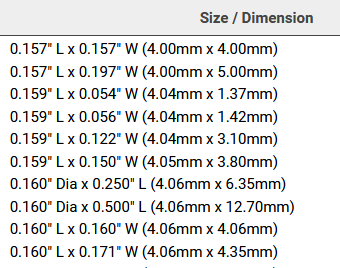 Size / Dimension
0.157" L x 0.157" W (4.00mm x 4.00mm)
0.157" L x 0.197" W (4.00mm x 5.00mm)
0.159" L x 0.054" W (4.04mm x 1.37mm)
0.159" L x 0.056" W (4.04mm x 1.42mm)
0.159" L x 0.122" W (4.04mm x 3.10mm)
0.159" L x 0.150" W (4.05mm x 3.80mm)
0.160" Dia x 0.250" L (4.06mm x 6.35mm)
0.160" Dia x 0.500" L (4.06mm x 12.70mm)
0.160" L x 0.160" W (4.06mm x 4.06mm)
0.160" L x 0.171" W (4.06mm x 4.35mm)